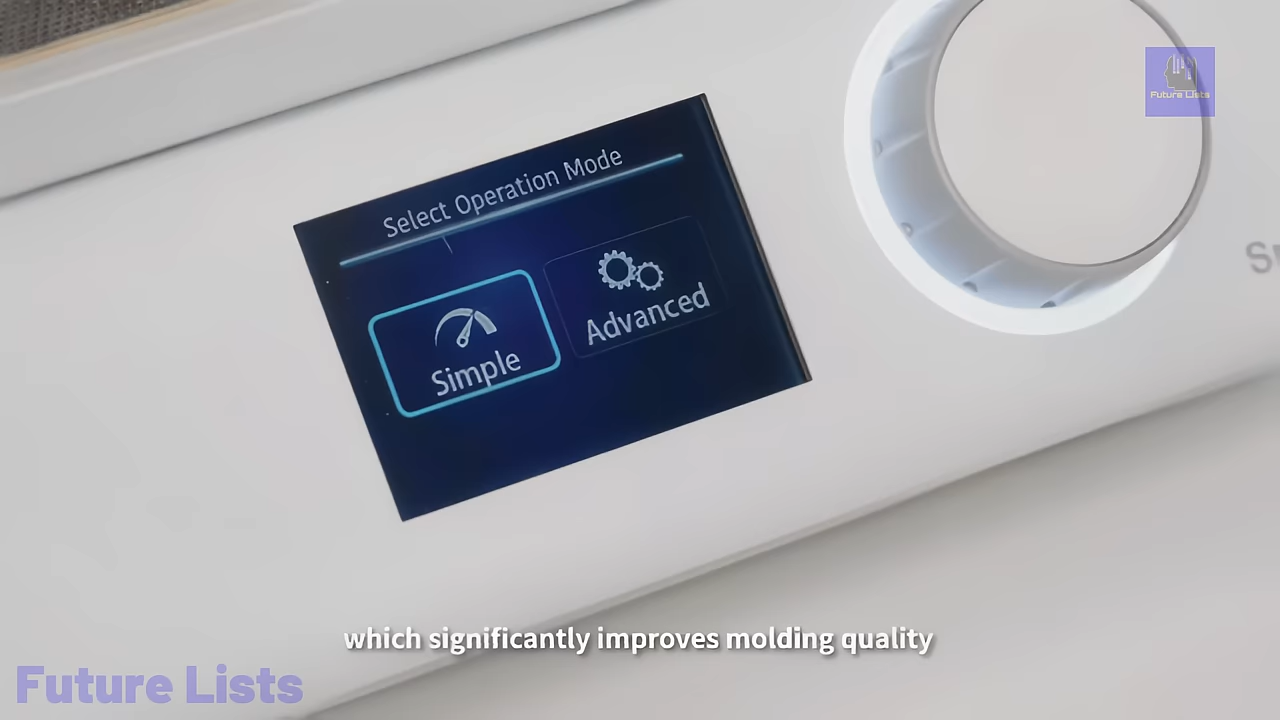 Future Lists
Select Operation Mode
Simple
Advanced
which significantly improves molding quality
Future Lists